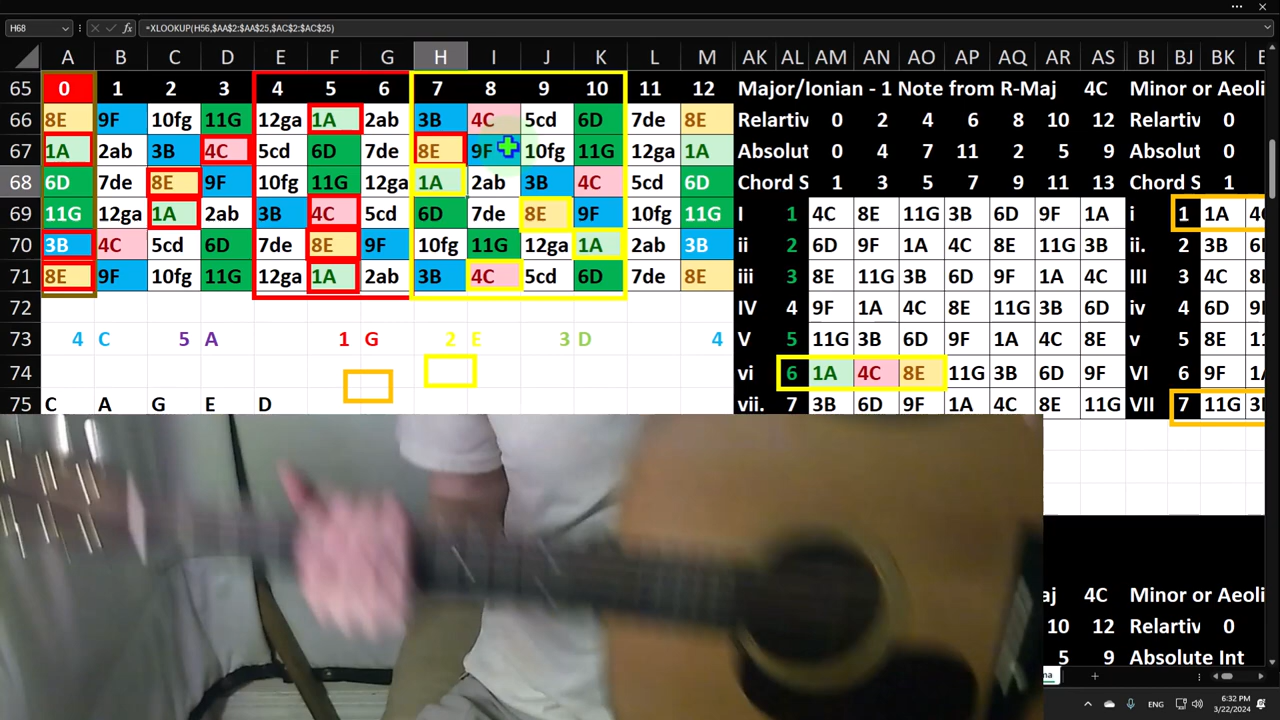 H68 fx =XLOOKUP(H56,$AA$2:$AA$25,$AC$2:$AC$25)
A B C D E F G H I J K L M AK AL AM AN AO AP AQ AR AS BI BJ BK
65 0 1 2 3 4 5 6 7 8 9 10 11 12 Major/Ionian - 1 Note from R-Maj 4C Minor or Aeoli
66 8E 9F 10fg 11G 12ga 1A 2ab 3B 4C 5cd 6D 7de 8E Relartiv 0 2 4 6 8 10 12 Relartiv 0
67 1A 2ab 3B 4C 5cd 6D 7de 8E 9F 10fg 11G 12ga 1A Absolut 0 4 7 11 2 5 9 Absolut 0
68 6D 7de 8E 9F 10fg 11G 12ga 1A 2ab 3B 4C 5cd 6D Chord S 1 3 5 7 9 11 13 Chord S 1
69 11G 12ga 1A 2ab 3B 4C 5cd 6D 7de 8E 9F 10fg 11G I 1 4C 8E 11G 3B 6D 9F 1A i 1 1A 4
70 3B 4C 5cd 6D 7de 8E 9F 10fg 11G 12ga 1A 2ab 3B ii 2 6D 9F 1A 4C 8E 11G 3B ii. 2 3B 6
71 8E 9F 10fg 11G 12ga 1A 2ab 3B 4C 5cd 6D 7de 8E iii 3 8E 11G 3B 6D 9F 1A 4C III 3 4C 8
72 IV 4 9F 1A 4C 8E 11G 3B 6D iv 4 6D 9
73 4 C 5 A 1 G 2 E 3 D 4 V 5 11G 3B 6D 9F 1A 4C 8E v 5 8E 1
74 vi 6 1A 4C 8E 11G 3B 6D 9F VI 6 9F 1
75 C A G E D vii. 7 3B 6D 9F 1A 4C 8E 11G VII 7 11G 3
aj 4C Minor or Aeoli
10 12 Relartiv 0
5 9 Absolute Int
ma
ENG 6:32 PM
3/22/2024